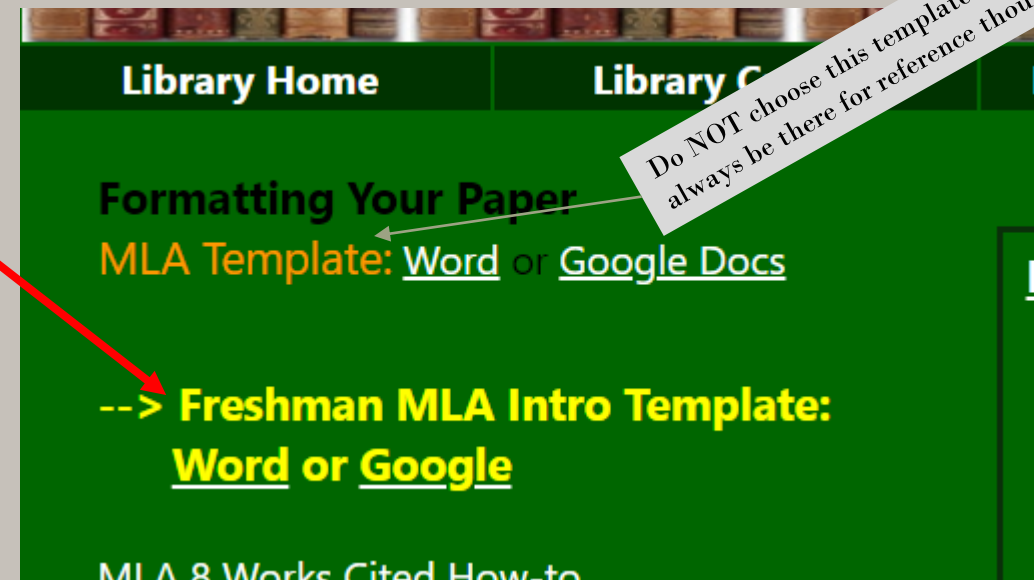 Library Home
Library
Do NOT choose this template
always be there for reference
Formatting Your Paper
MLA Template: Word or Google Docs
--> Freshman MLA Intro Template:
Word or Google
MLA 8 Works Cited How-to